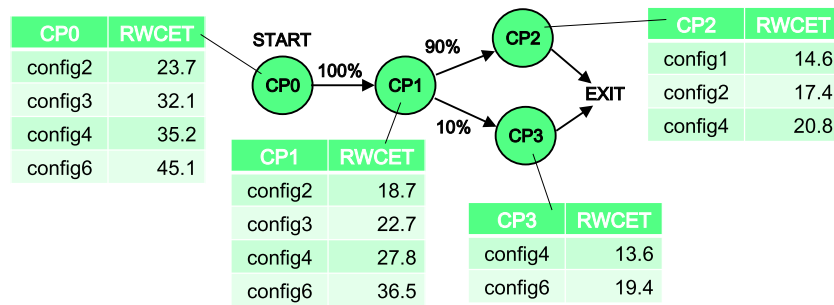 CP0 RWCET
config2 23.7
config3 32.1
config4 35.2
config6 45.1
START
CP0
100%
CP1
90%
CP2
10%
CP3
EXIT
CP2 RWCET
config1 14.6
config2 17.4
config4 20.8
CP1 RWCET
config2 18.7
config3 22.7
config4 27.8
config6 36.5
CP3 RWCET
config4 13.6
config6 19.4